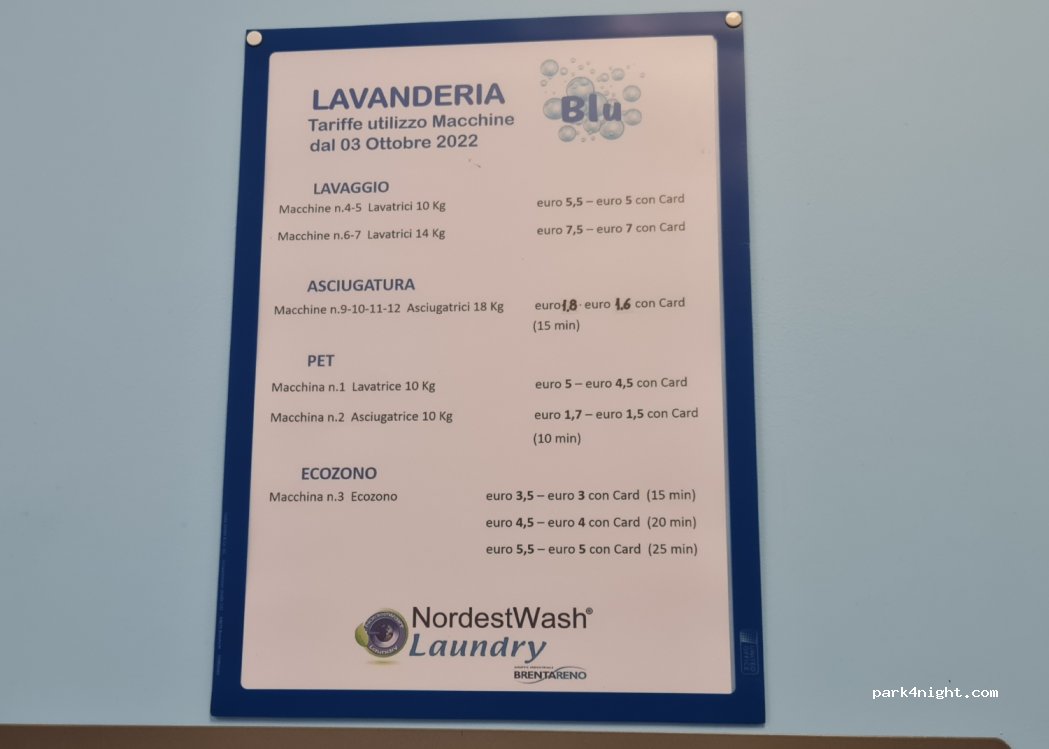 LAVANDERIA
Tariffe utilizzo Macchine
dal 03 Ottobre 2022
Blu
LAVAGGIO
Macchine n.4-5 Lavatrici 10 Kg euro 5,5 – euro 5 con Card
Macchine n.6-7 Lavatrici 14 Kg euro 7,5 – euro 7 con Card
ASCIUGATURA
Macchine n.9-10-11-12 Asciugatrici 18 Kg euro 1.8 - euro 1.6 con Card
(15 min)
PET
Macchina n.1 Lavatrice 10 Kg euro 5 – euro 4,5 con Card
Macchina n.2 Asciugatrice 10 Kg euro 1,7 – euro 1,5 con Card
(10 min)
ECOZONO
Macchina n.3 Ecozono euro 3,5 – euro 3 con Card (15 min)
euro 4,5 – euro 4 con Card (20 min)
euro 5,5 – euro 5 con Card (25 min)
NordestWash®
Laundry
BRENTARENO
park4night.com